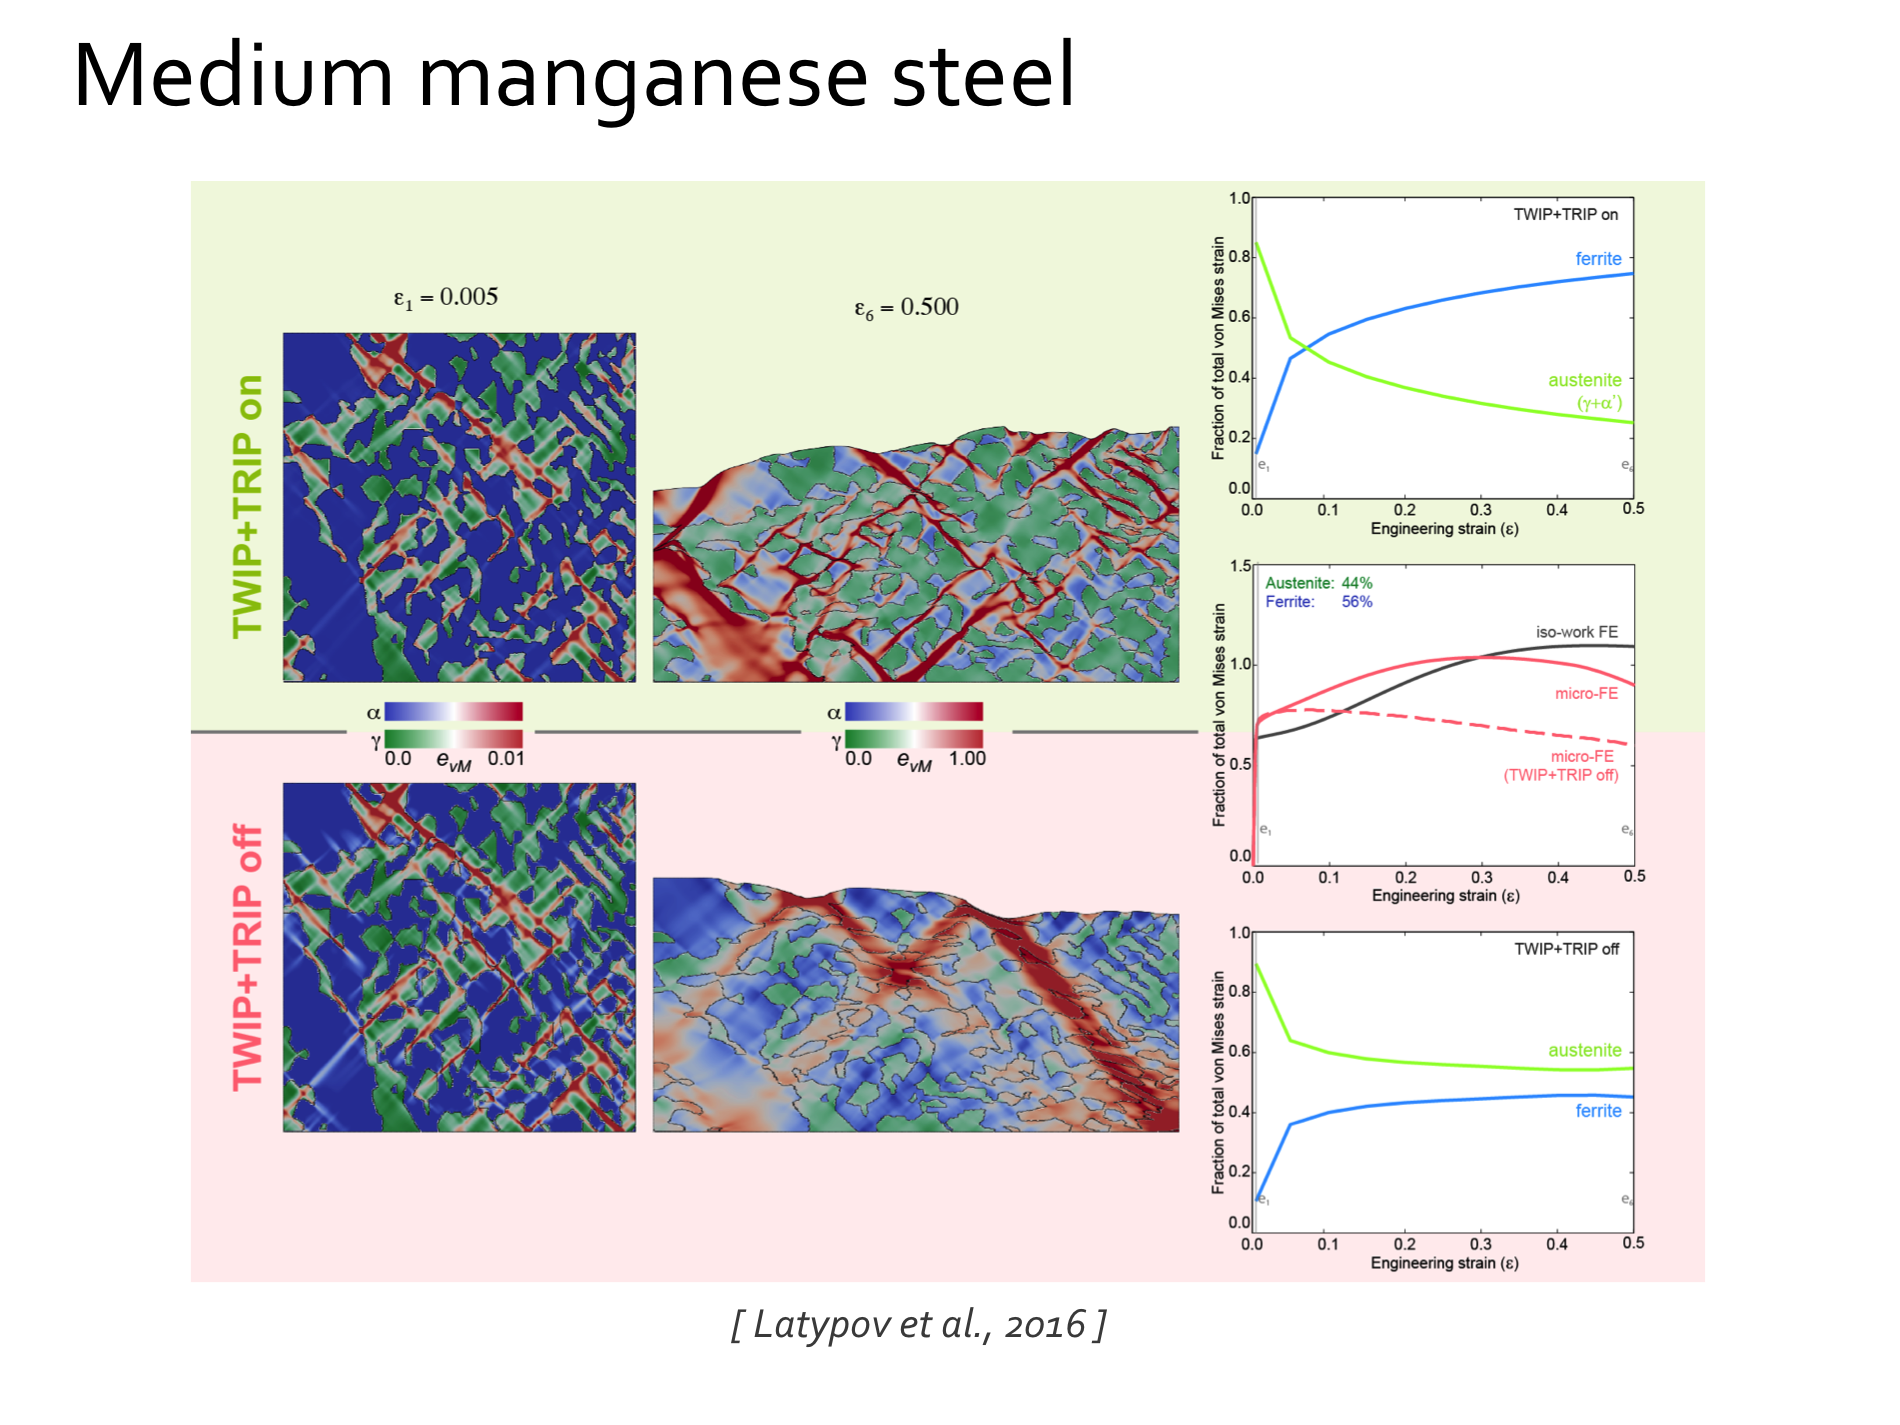 Medium manganese steel
TWIP+TRIP on
ε1 = 0.005
ε6 = 0.500
α
γ
0.0 evM 0.01
α
γ
0.0 evM 1.00
TWIP+TRIP off
Fraction of total von Mises strain
1.0
0.8
0.6
0.4
0.2
0.0
TWIP+TRIP on
ferrite
austenite
(γ+α')
e1
e6
0.0 0.1 0.2 0.3 0.4 0.5
Engineering strain (ε)
Fraction of total von Mises strain
1.5
1.0
0.5
0.0
Austenite: 44%
Ferrite: 56%
iso-work FE
micro-FE
micro-FE
(TWIP+TRIP off)
e1
e6
0.0 0.1 0.2 0.3 0.4 0.5
Engineering strain (ε)
Fraction of total von Mises strain
1.0
0.8
0.6
0.4
0.2
0.0
TWIP+TRIP off
austenite
ferrite
e1
e6
0.0 0.1 0.2 0.3 0.4 0.5
Engineering strain (ε)
[ Latypov et al., 2016 ]